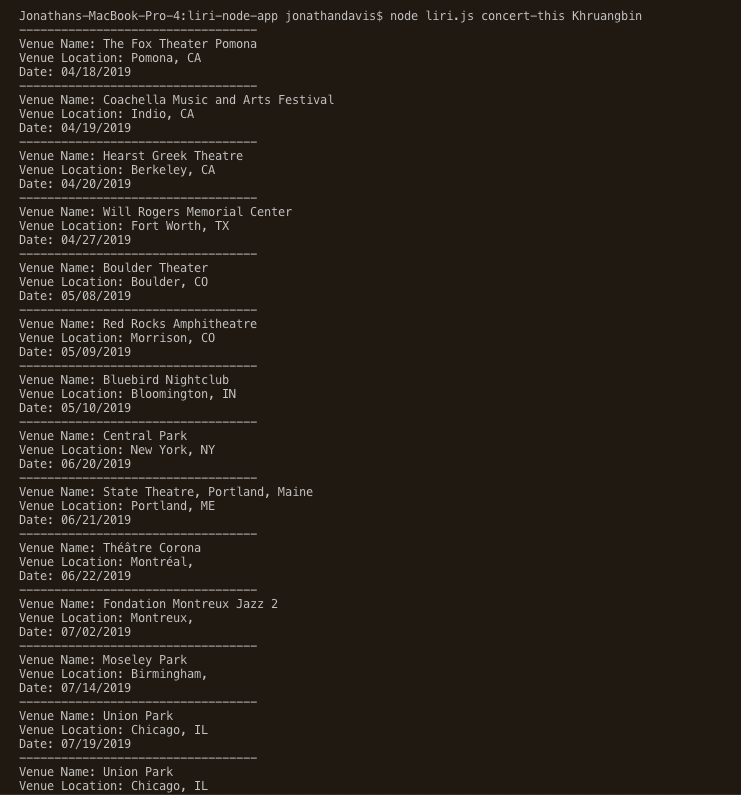 Jonathans-MacBook-Pro-4:liri-node-app jonathandavis$ node liri.js concert-this Khruangbin
----------------------------------
Venue Name: The Fox Theater Pomona
Venue Location: Pomona, CA
Date: 04/18/2019
----------------------------------
Venue Name: Coachella Music and Arts Festival
Venue Location: Indio, CA
Date: 04/19/2019
----------------------------------
Venue Name: Hearst Greek Theatre
Venue Location: Berkeley, CA
Date: 04/20/2019
----------------------------------
Venue Name: Will Rogers Memorial Center
Venue Location: Fort Worth, TX
Date: 04/27/2019
----------------------------------
Venue Name: Boulder Theater
Venue Location: Boulder, CO
Date: 05/08/2019
----------------------------------
Venue Name: Red Rocks Amphitheatre
Venue Location: Morrison, CO
Date: 05/09/2019
----------------------------------
Venue Name: Bluebird Nightclub
Venue Location: Bloomington, IN
Date: 05/10/2019
----------------------------------
Venue Name: Central Park
Venue Location: New York, NY
Date: 06/20/2019
----------------------------------
Venue Name: State Theatre, Portland, Maine
Venue Location: Portland, ME
Date: 06/21/2019
----------------------------------
Venue Name: Théâtre Corona
Venue Location: Montréal,
Date: 06/22/2019
----------------------------------
Venue Name: Fondation Montreux Jazz 2
Venue Location: Montreux,
Date: 07/02/2019
----------------------------------
Venue Name: Moseley Park
Venue Location: Birmingham,
Date: 07/14/2019
----------------------------------
Venue Name: Union Park
Venue Location: Chicago, IL
Date: 07/19/2019
----------------------------------
Venue Name: Union Park
Venue Location: Chicago, IL